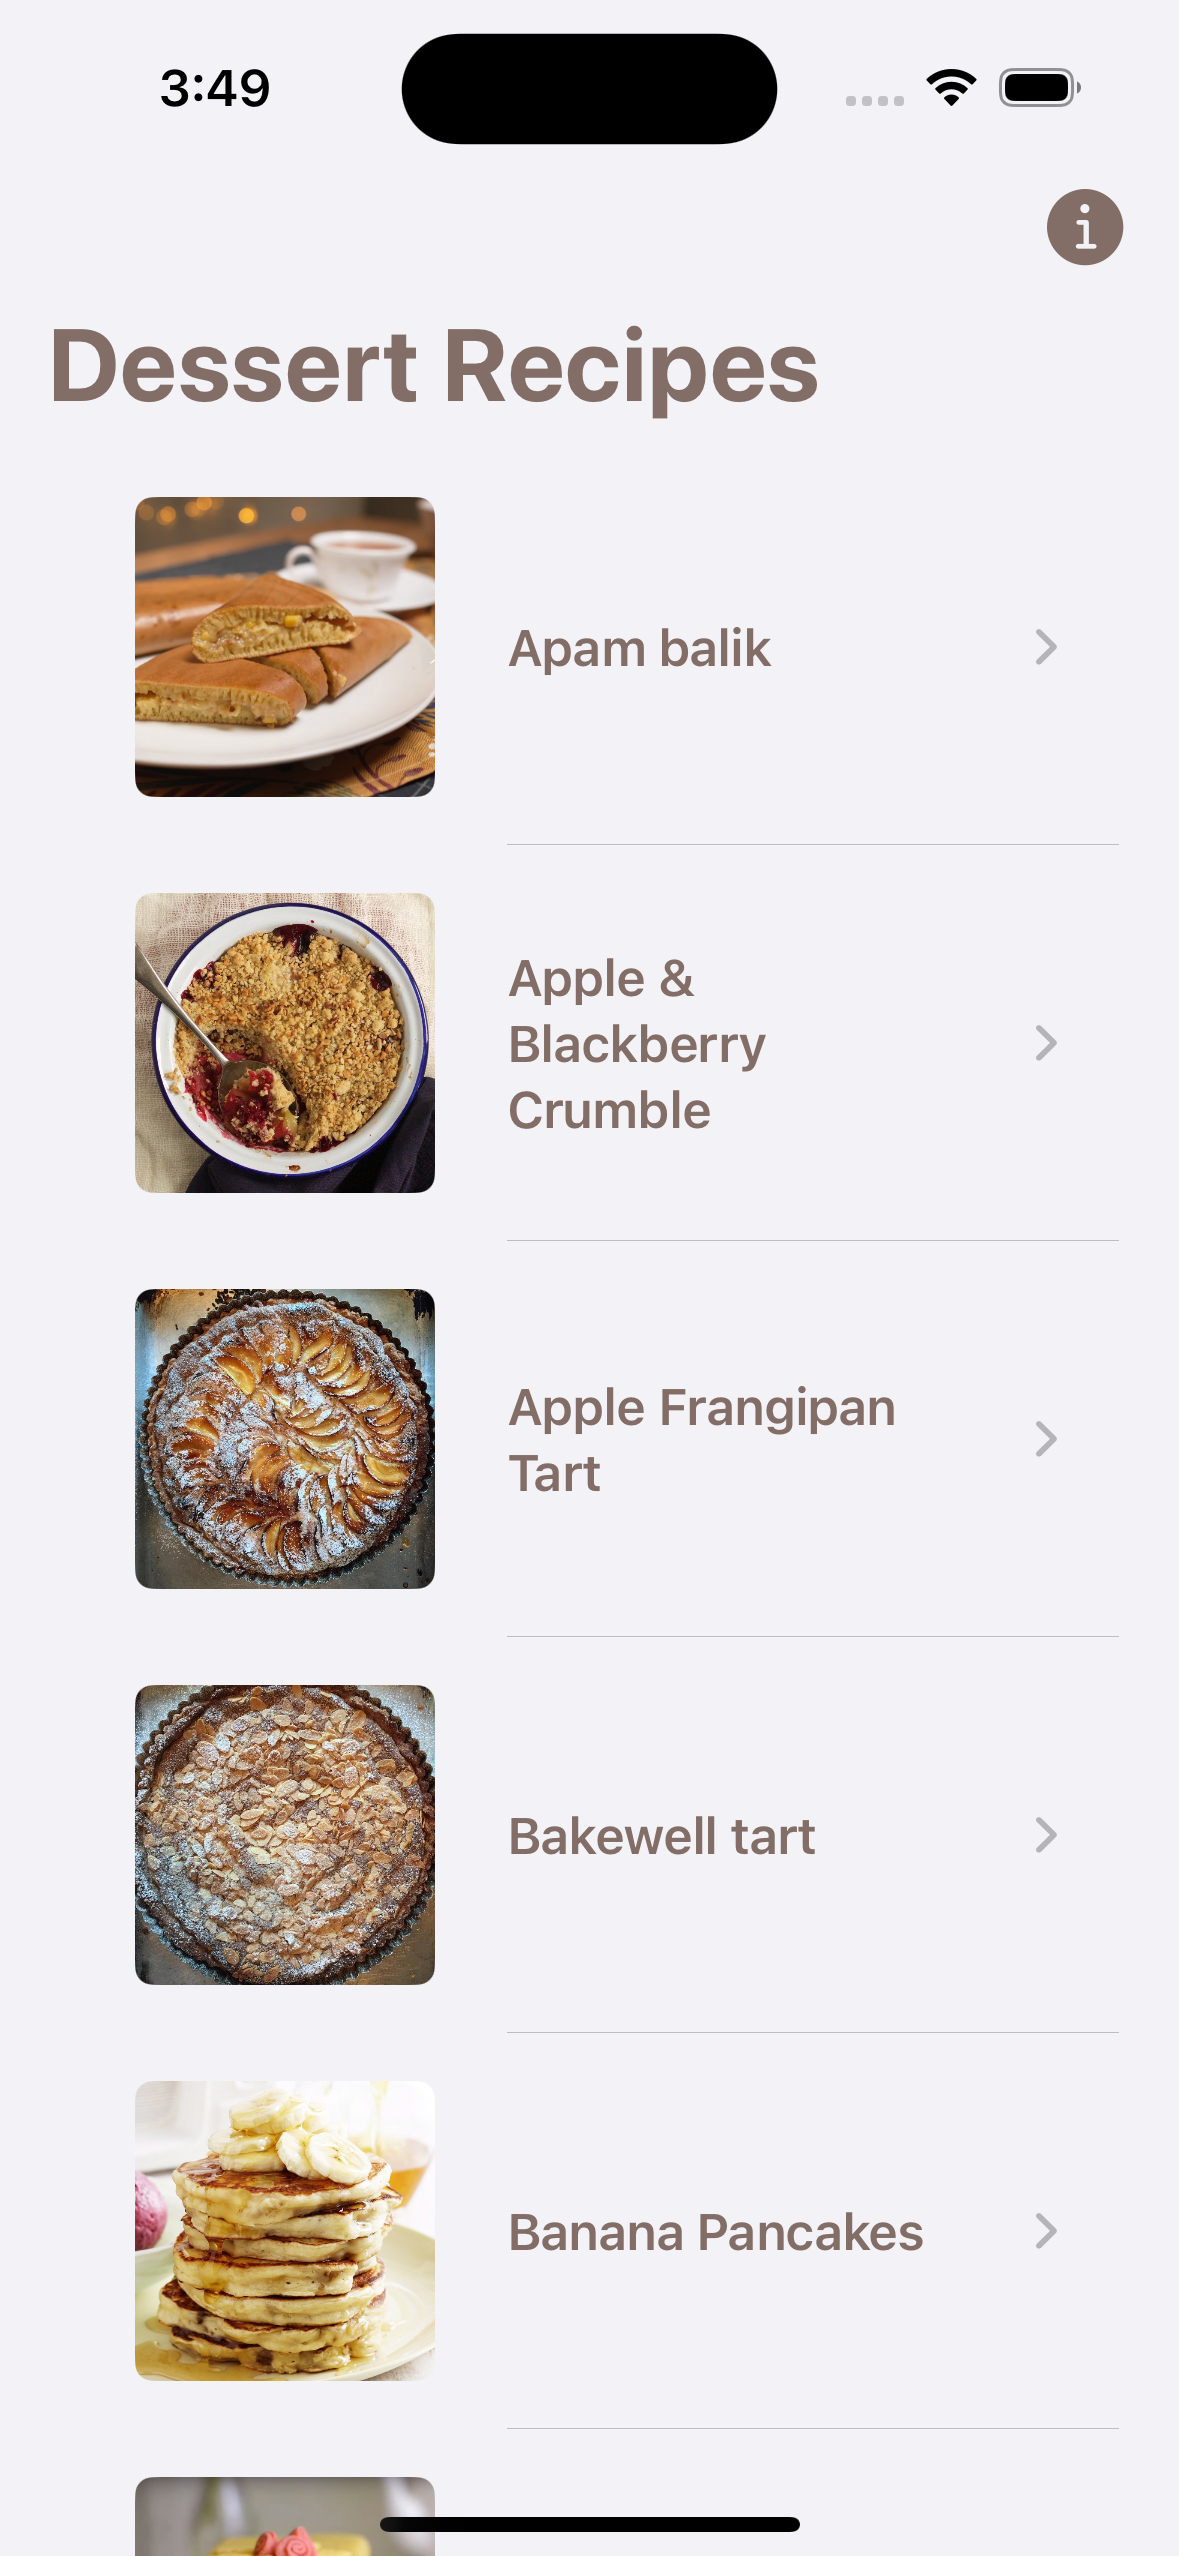 3:49
Dessert Recipes
Apam balik
Apple &
Blackberry
Crumble
Apple Frangipan
Tart
Bakewell tart
Banana Pancakes